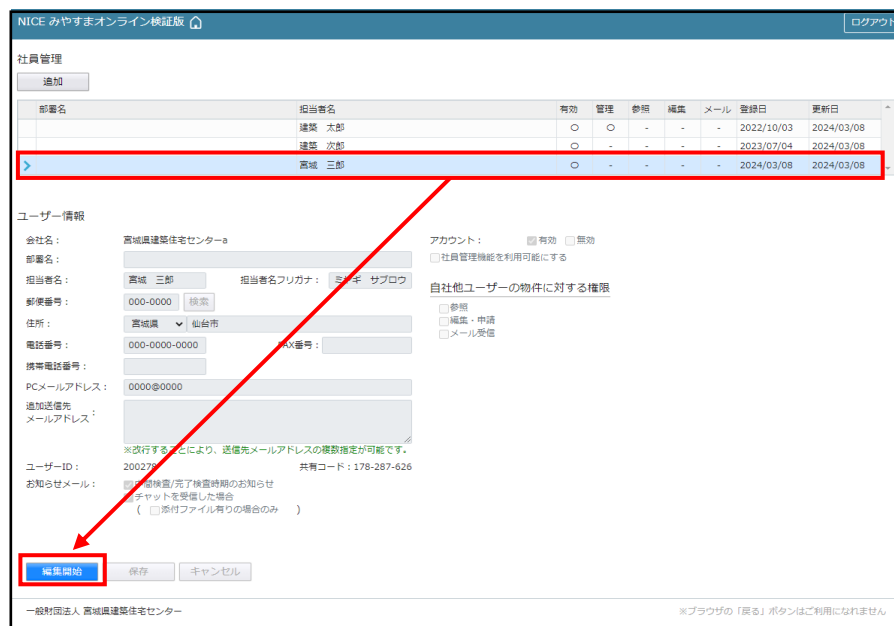 NICE みやすまオンライン検証版
ログアウト
社員管理
追加
部署名 担当者名 有効 管理 参照 編集 メール 登録日 更新日
建築 太郎 ○ ○ - - - 2022/10/03 2024/03/08
建築 次郎 ○ - - - - 2023/07/04 2024/03/08
宮城 三郎 ○ - - - - 2024/03/08 2024/03/08
ユーザー情報
会社名： 宮城県建築住宅センターa アカウント： 有効 無効
部署名： 社員管理機能を利用可能にする
担当者名： 宮城 三郎 担当者名フリガナ： ミヤギ サブロウ
自社他ユーザーの物件に対する権限
郵便番号： 000-0000 検索
参照
住所： 宮城県 仙台市
編集・申請
メール受信
電話番号： 000-0000-0000 FAX番号：
携帯電話番号：
PCメールアドレス： 0000@0000
追加送信先
メールアドレス：
※改行することにより、送信先メールアドレスの複数指定が可能です。
ユーザーID： 200278 共有コード：178-287-626
お知らせメール： 中間検査/完了検査時期のお知らせ
チャットを受信した場合
( 添付ファイル有りの場合のみ )
編集開始 保存 キャンセル
一般財団法人 宮城県建築住宅センター ※ブラウザの「戻る」ボタンはご利用になれません